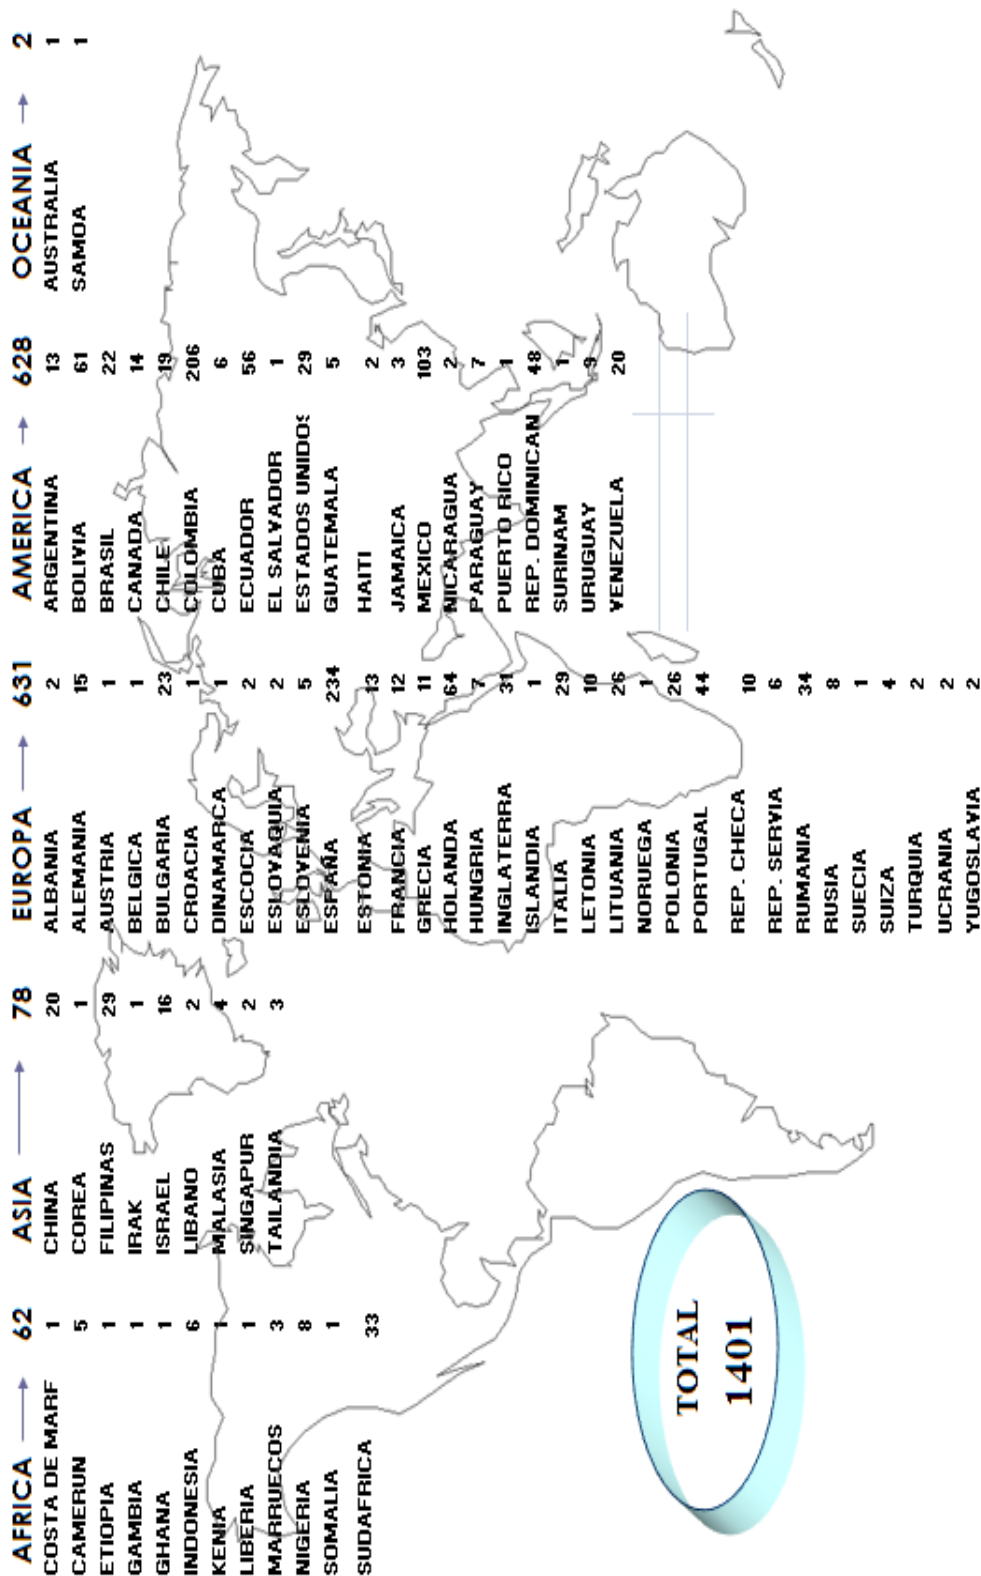 AFRICA → 62
COSTA DE MARF 1
CAMERUN 5
ETIOPIA 1
GAMBIA 1
GHANA 1
INDONESIA 6
KENIA 1
LIBERIA 1
MARRUECOS 3
NIGERIA 8
SOMALIA 1
SUDAFRICA 33
ASIA → 78
CHINA 20
COREA 1
FILIPINAS 29
IRAK 1
ISRAEL 16
LIBANO 2
MALASIA 4
SINGAPUR 2
TAILANDIA 3
EUROPA → 631
ALBANIA 2
ALEMANIA 15
AUSTRIA 1
BELGICA 1
BULGARIA 23
CROACIA 1
DINAMARCA 1
ESCOCIA 2
ESLOVAQUIA 2
ESLOVENIA 5
ESPAÑA 234
ESTONIA 13
FRANCIA 12
GRECIA 11
HOLANDA 64
HUNGRIA 7
INGLATERRA 31
ISLANDIA 1
ITALIA 29
LETONIA 10
LITUANIA 26
NORUEGA 1
POLONIA 26
PORTUGAL 44
REP. CHECA 10
REP. SERVIA 6
RUMANIA 34
RUSIA 8
SUECIA 1
SUIZA 4
TURQUIA 2
UCRANIA 2
YUGOSLAVIA 2
AMERICA → 628
ARGENTINA 13
BOLIVIA 61
BRASIL 22
CANADA 14
CHILE 19
COLOMBIA 206
CUBA 6
ECUADOR 56
EL SALVADOR 1
ESTADOS UNIDOS 29
GUATEMALA 5
HAITI 2
JAMAICA 3
MEXICO 103
NICARAGUA 2
PARAGUAY 7
PUERTO RICO 1
REP. DOMINICAN 48
SURINAM 1
URUGUAY 9
VENEZUELA 20
OCEANIA → 2
AUSTRALIA 1
SAMOA 1
TOTAL
1401